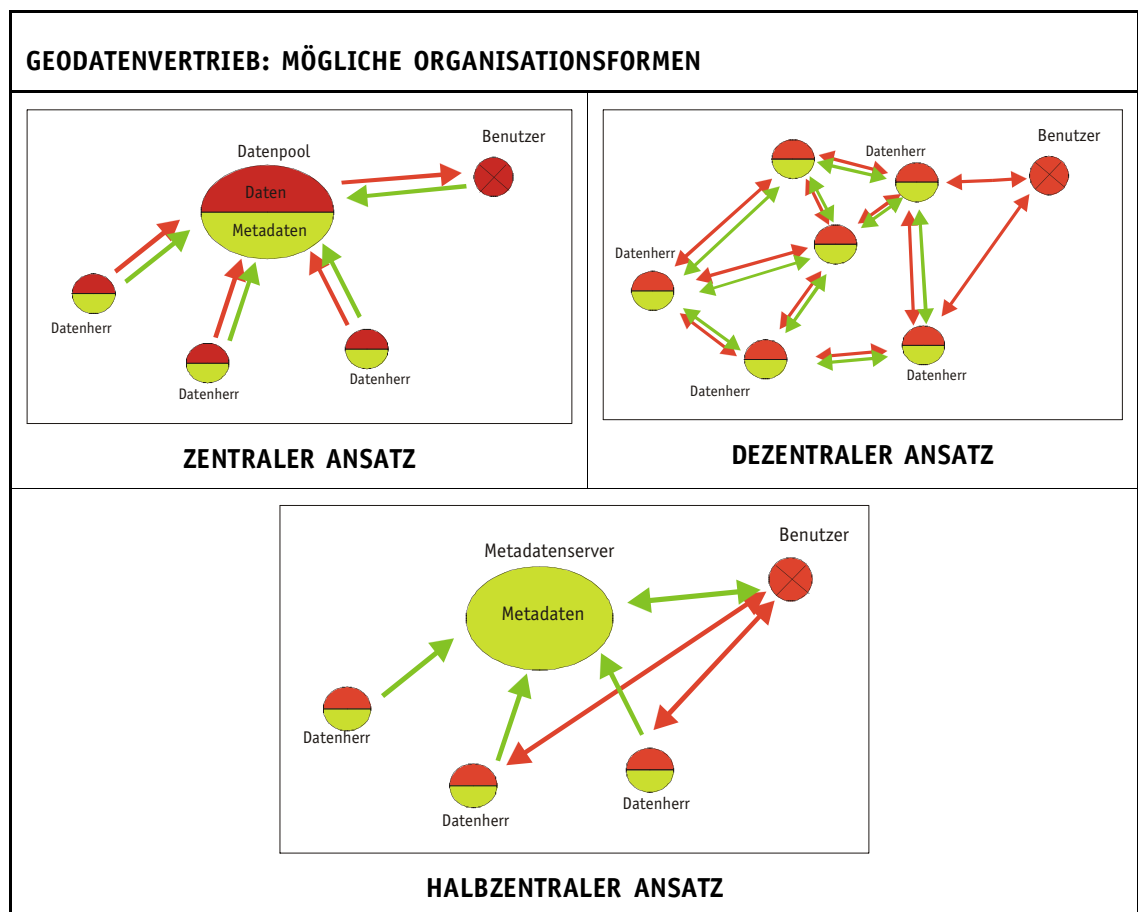 GEODATENVERTRIEB: MÖGLICHE ORGANISATIONSFORMEN
Benutzer
Datenpool
Daten
Metadaten
Datenherr
Datenherr
Datenherr
ZENTRALER ANSATZ
Benutzer
Datenherr
Datenherr
Datenherr
Datenherr
DEZENTRALER ANSATZ
Benutzer
Metadatenserver
Metadaten
Datenherr
Datenherr
Datenherr
HALBZENTRALER ANSATZ